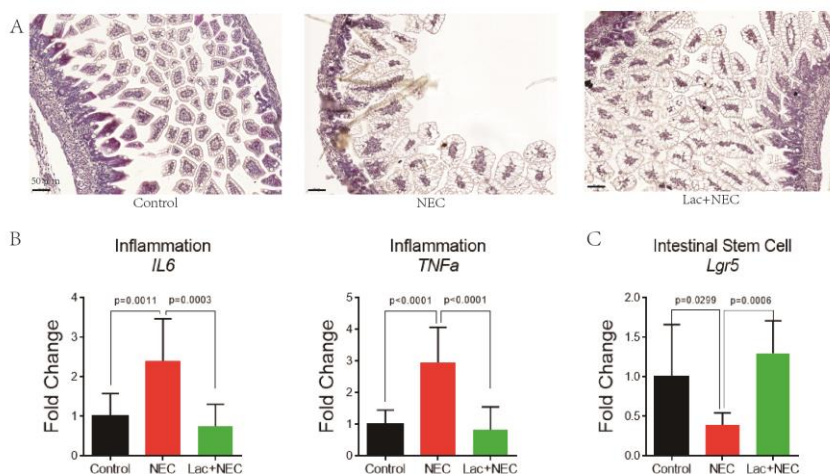 A
50 μm
Control
NEC
Lac+NEC
B
Inflammation
IL6
Fold Change
4
3
2
1
0
p=0.0011
p=0.0003
Control
NEC
Lac+NEC
Inflammation
TNFa
Fold Change
5
4
3
2
1
0
p<0.0001
p<0.0001
Control
NEC
Lac+NEC
C
Intestinal Stem Cell
Lgr5
Fold Change
2.0
1.5
1.0
0.5
0.0
p=0.0299
p=0.0006
Control
NEC
Lac+NEC